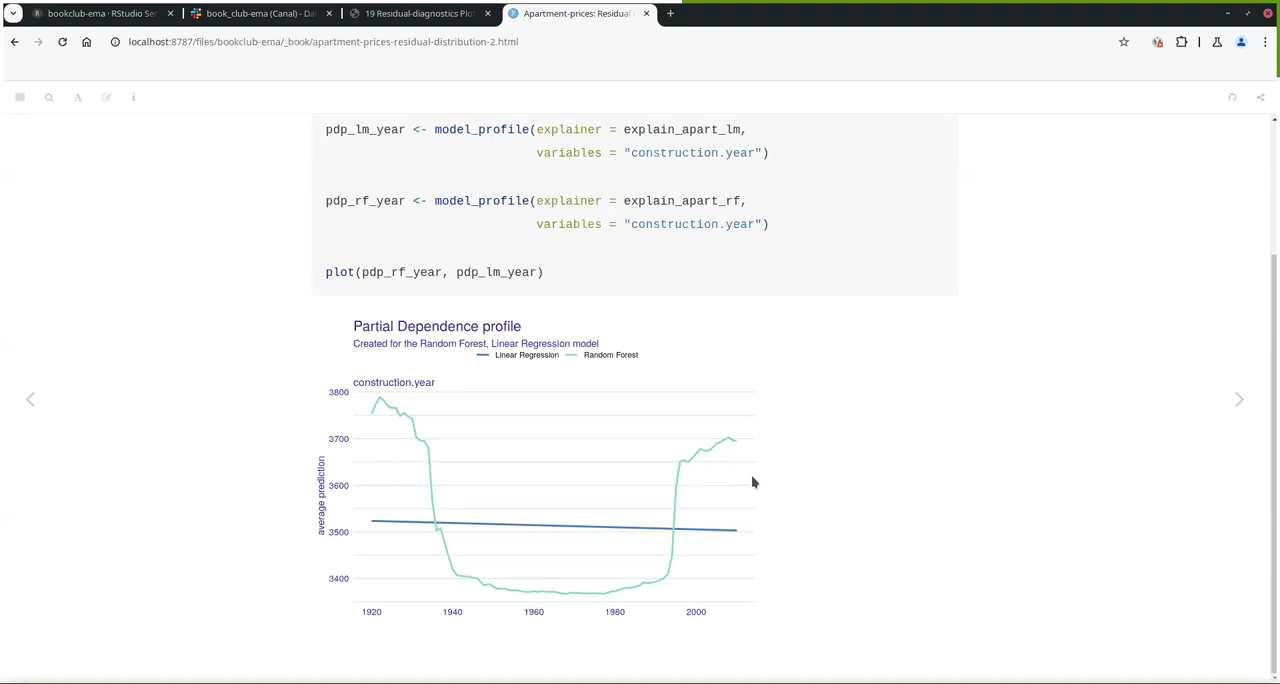 bookclub-ema · RStudio Ser
book_club-ema (Canal) - Da
19 Residual-diagnostics Plo
Apartment-prices: Residual
localhost:8787/files/bookclub-ema/_book/apartment-prices-residual-distribution-2.html
pdp_lm_year <- model_profile(explainer = explain_apart_lm,
variables = "construction.year")
pdp_rf_year <- model_profile(explainer = explain_apart_rf,
variables = "construction.year")
plot(pdp_rf_year, pdp_lm_year)
Partial Dependence profile
Created for the Random Forest, Linear Regression model
Linear Regression Random Forest
construction.year
3800
3700
3600
3500
3400
average prediction
1920 1940 1960 1980 2000